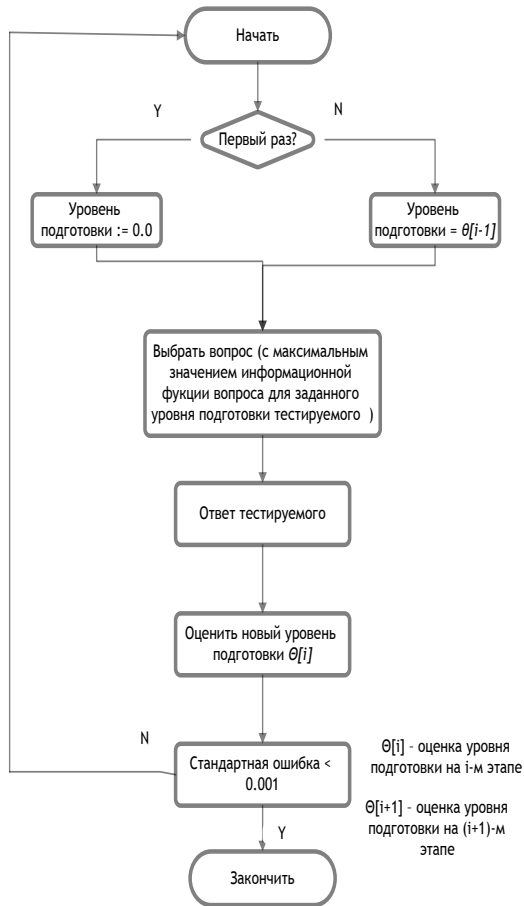 Начать
Y
N
Первый раз?
Уровень
подготовки := 0.0
Уровень
подготовки = θ[i-1]
Выбрать вопрос (с максимальным
значением информационной
фукции вопроса для заданного
уровня подготовки тестируемого )
Ответ тестируемого
Оценить новый уровень
подготовки Θ[i]
N
Стандартная ошибка <
0.001
Θ[i] - оценка уровня
подготовки на i-м этапе
Θ[i+1] - оценка уровня
подготовки на (i+1)-м
этапе
Y
Закончить